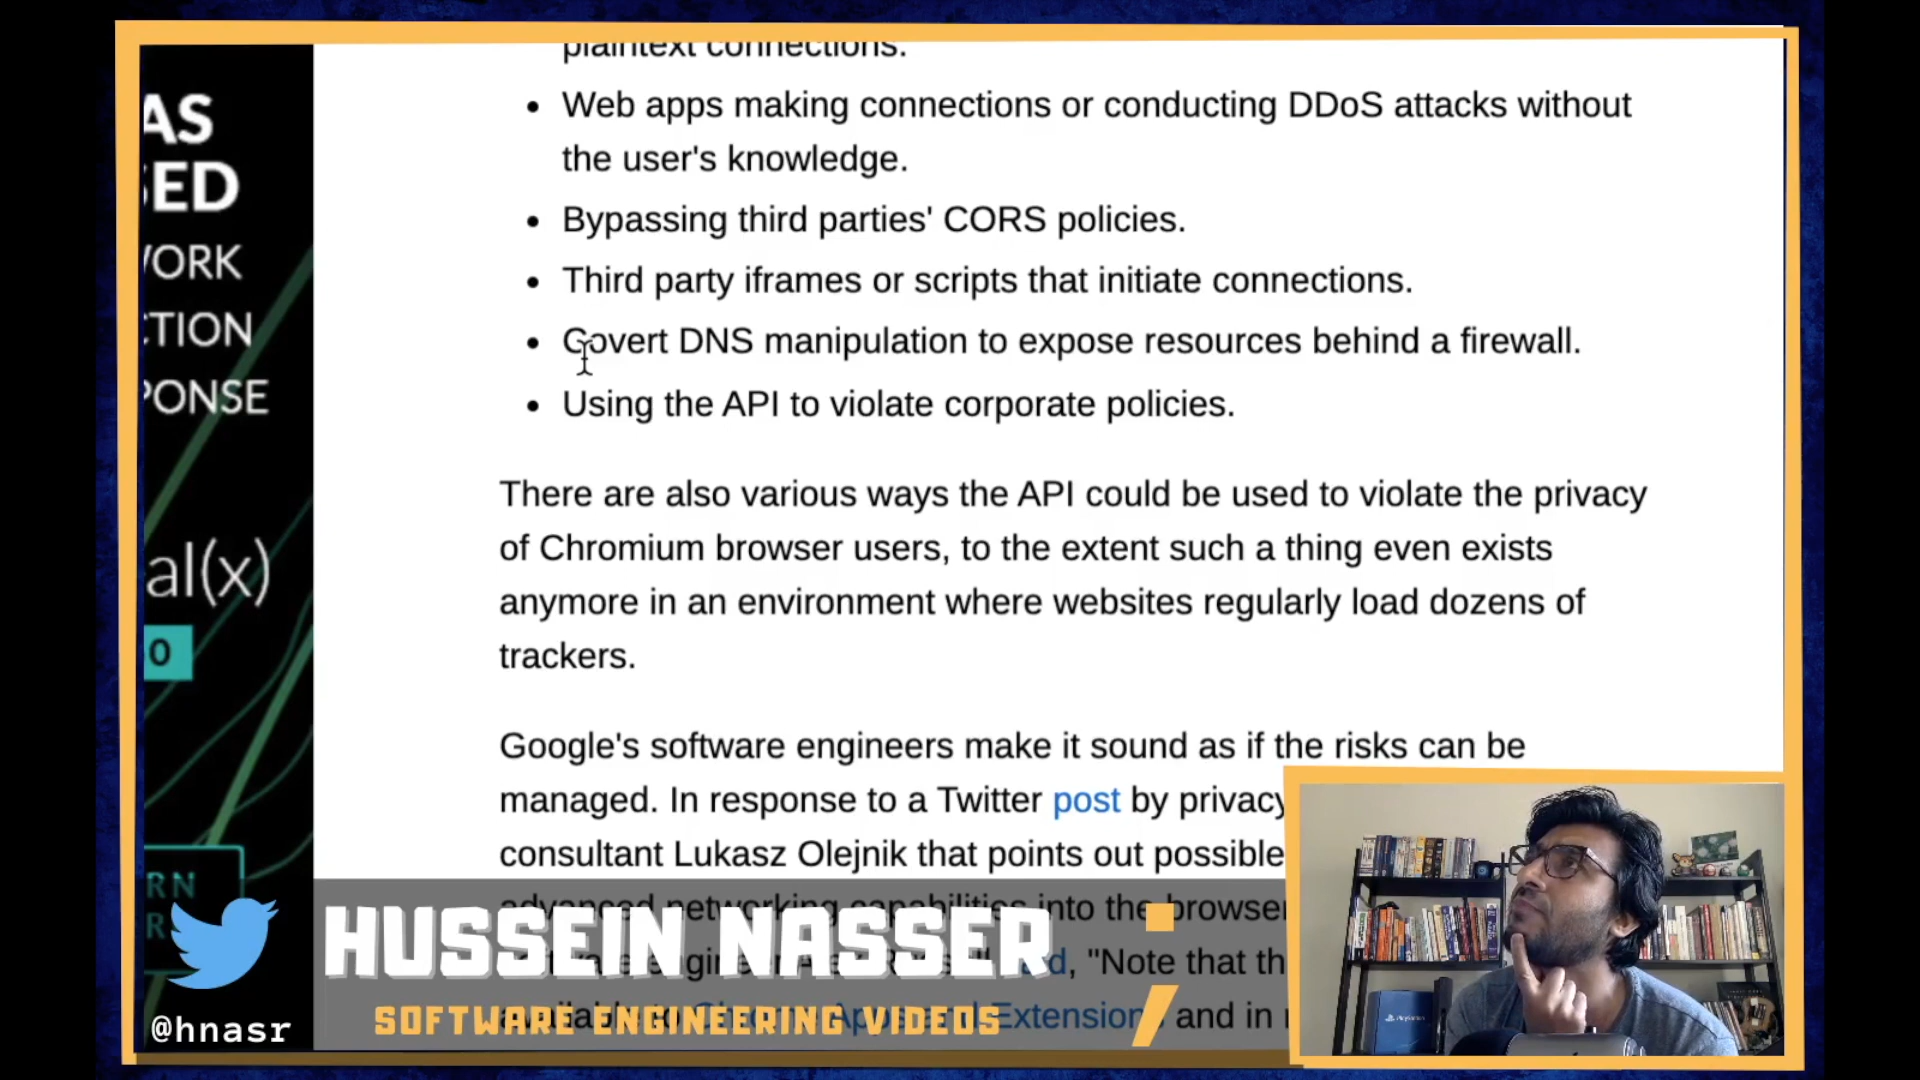 AS
SED
WORK
CTION
PONSE
al(x)
0
RN
R
plaintext connections.
• Web apps making connections or conducting DDoS attacks without
the user's knowledge.
• Bypassing third parties' CORS policies.
• Third party iframes or scripts that initiate connections.
• Covert DNS manipulation to expose resources behind a firewall.
• Using the API to violate corporate policies.
There are also various ways the API could be used to violate the privacy
of Chromium browser users, to the extent such a thing even exists
anymore in an environment where websites regularly load dozens of
trackers.
Google's software engineers make it sound as if the risks can be
managed. In response to a Twitter post by privacy
consultant Lukasz Olejnik that points out possible
advanced networking capabilities into the browser
, "Note that th
Extension and in
HUSSEIN NASSER ;
SOFTWARE ENGINEERING VIDEOS
@hnasr